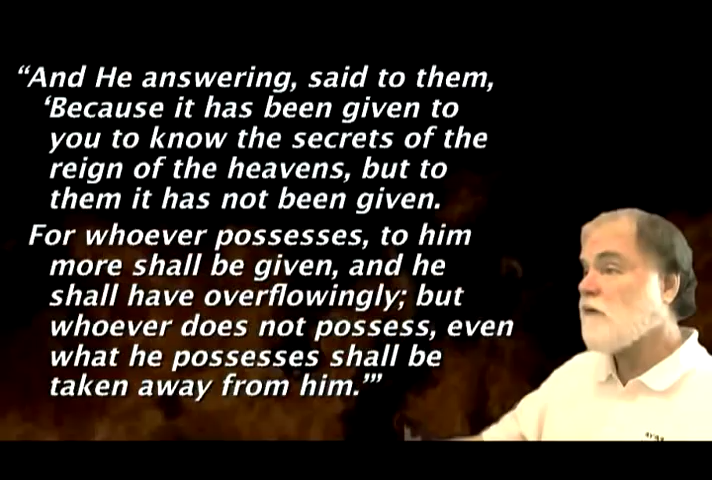 “And He answering, said to them,
‘Because it has been given to
you to know the secrets of the
reign of the heavens, but to
them it has not been given.
For whoever possesses, to him
more shall be given, and he
shall have overflowingly; but
whoever does not possess, even
what he possesses shall be
taken away from him.’”